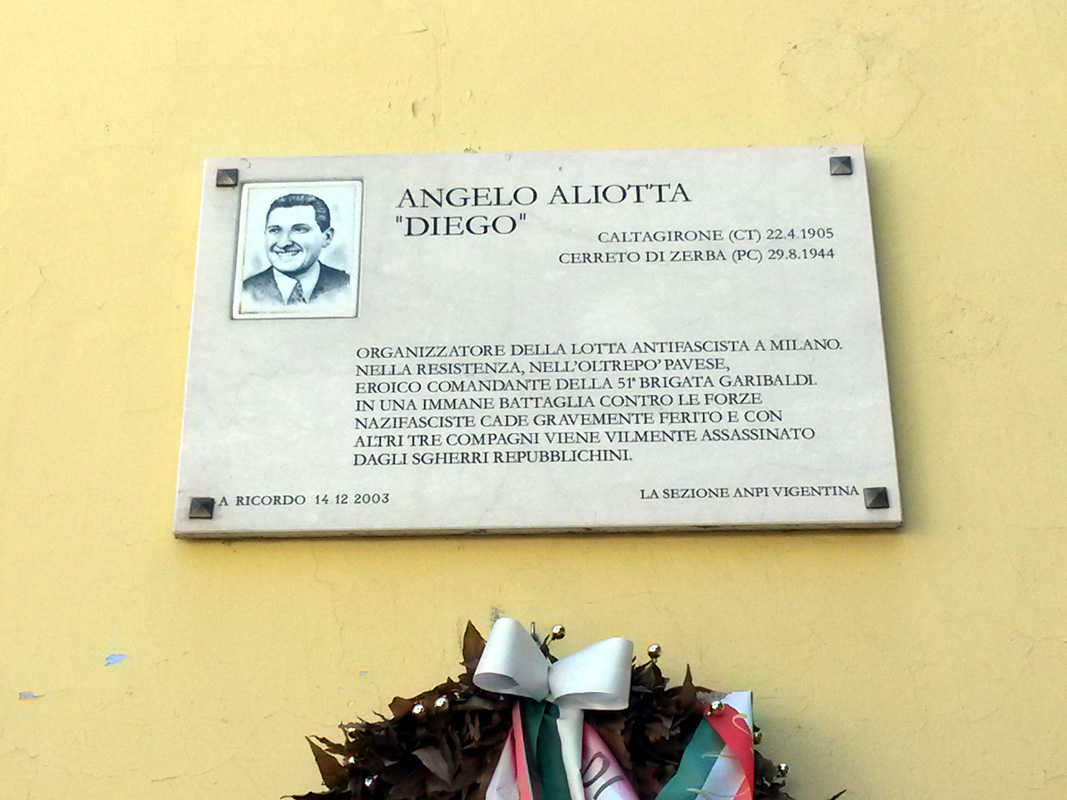 ANGELO ALIOTTA
"DIEGO"
CALTAGIRONE (CT) 22.4.1905
CERRETO DI ZERBA (PC) 29.8.1944
ORGANIZZATORE DELLA LOTTA ANTIFASCISTA A MILANO.
NELLA RESISTENZA, NELL'OLTREPO' PAVESE,
EROICO COMANDANTE DELLA 51ª BRIGATA GARIBALDI.
IN UNA IMMANE BATTAGLIA CONTRO LE FORZE
NAZIFASCISTE CADE GRAVEMENTE FERITO E CON
ALTRI TRE COMPAGNI VIENE VILMENTE ASSASSINATO
DAGLI SGHERRI REPUBBLICHINI.
A RICORDO 14.12 2003
LA SEZIONE ANPI VIGENTINA